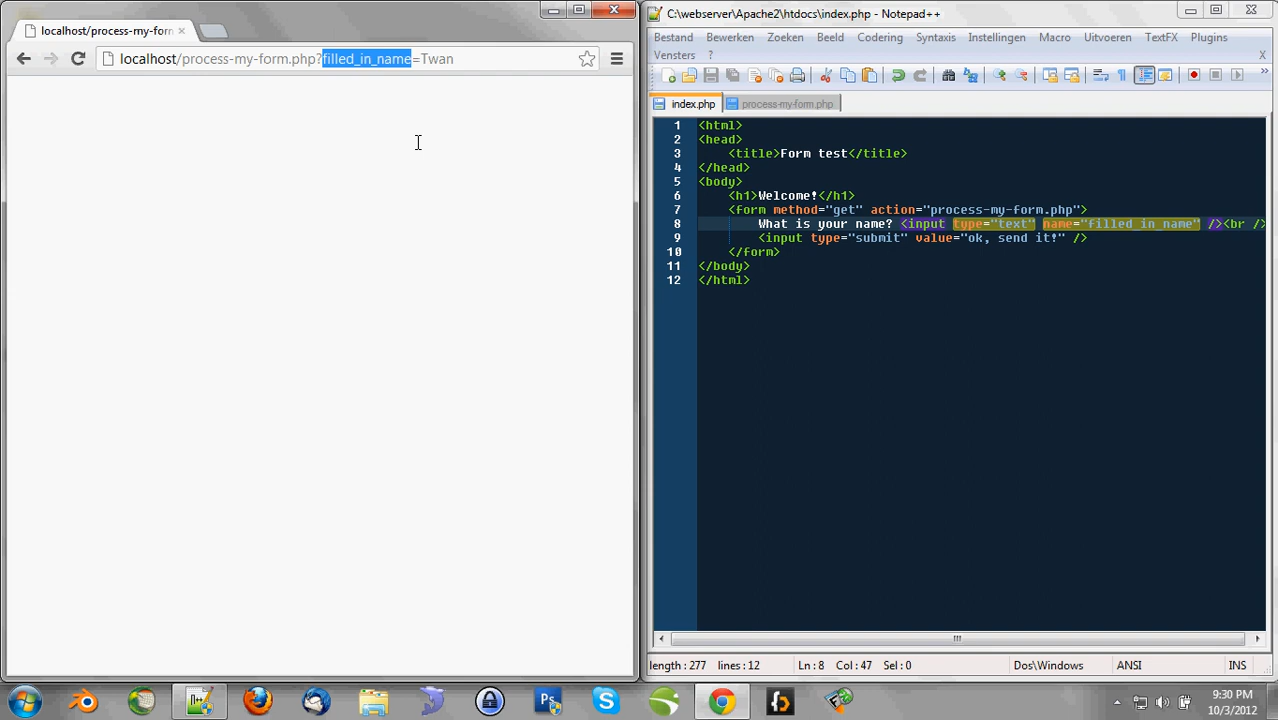 localhost/process-my-forn
localhost/process-my-form.php?filled_in_name=Twan
C:\webserver\Apache2\htdocs\index.php - Notepad++
Bestand Bewerken Zoeken Beeld Codering Syntaxis Instellingen Macro Uitvoeren TextFX Plugins
Vensters ? X
index.php process-my-form.php
1 <html>
2 <head>
3 <title>Form test</title>
4 </head>
5 <body>
6 <h1>Welcome!</h1>
7 <form method="get" action="process-my-form.php">
8 What is your name? <input type="text" name="filled_in_name" /><br />
9 <input type="submit" value="ok, send it!" />
10 </form>
11 </body>
12 </html>
length : 277 lines : 12 Ln : 8 Col : 47 Sel : 0 Dos\Windows ANSI INS
Ps
9:30 PM
10/3/2012